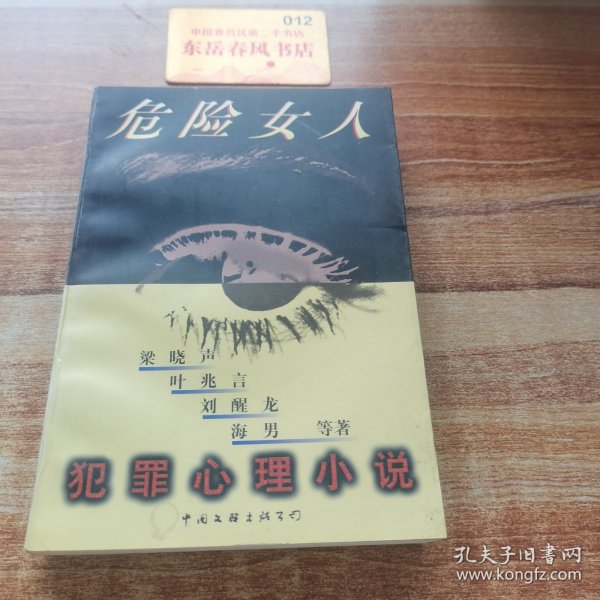 012
中国著名优质二手书店
东岳春风书店
危险女人
梁晓声
叶兆言
刘醒龙
海男 等著
犯罪心理小说
中国文联出版公司
孔夫子旧书网
www.kongfz.com